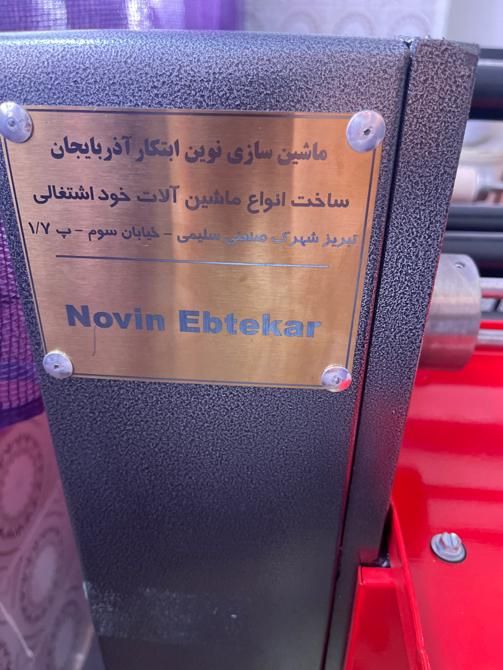 ماشین سازی نوین ابتکار آذربایجان
ساخت انواع ماشین آلات خود اشتغالی
تبریز شهرک صنعتی سلیمی - خیابان سوم - پ ۱/۷
Novin Ebtekar